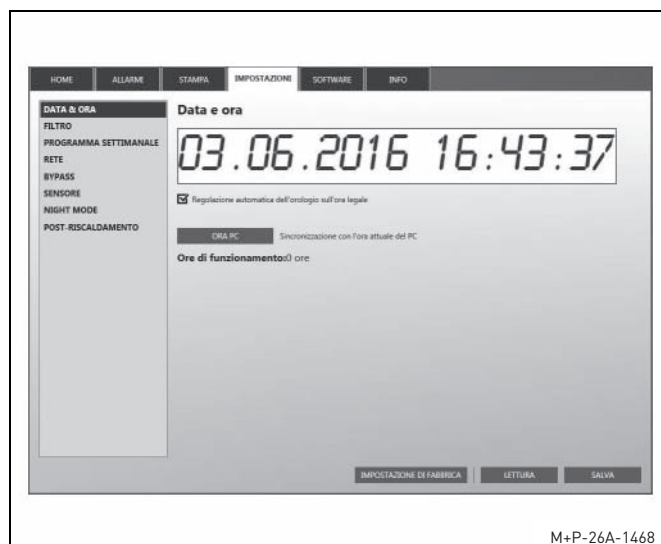 HOME ALLARME STAMPA IMPOSTAZIONI SOFTWARE INFO
DATA & ORA
FILTRO
PROGRAMMA SETTIMANALE
RETE
BYPASS
SENSORE
NIGHT MODE
POST-RISCALDAMENTO
Data e ora
03.06.2016 16:43:37
Regolazione automatica dell'orologio sull'ora legale
ORA PC Sincronizzazione con l'ora attuale del PC
Ore di funzionamento:0 ore
IMPOSTAZIONE DI FABBRICA LETTURA SALVA
M+P-26A-1468